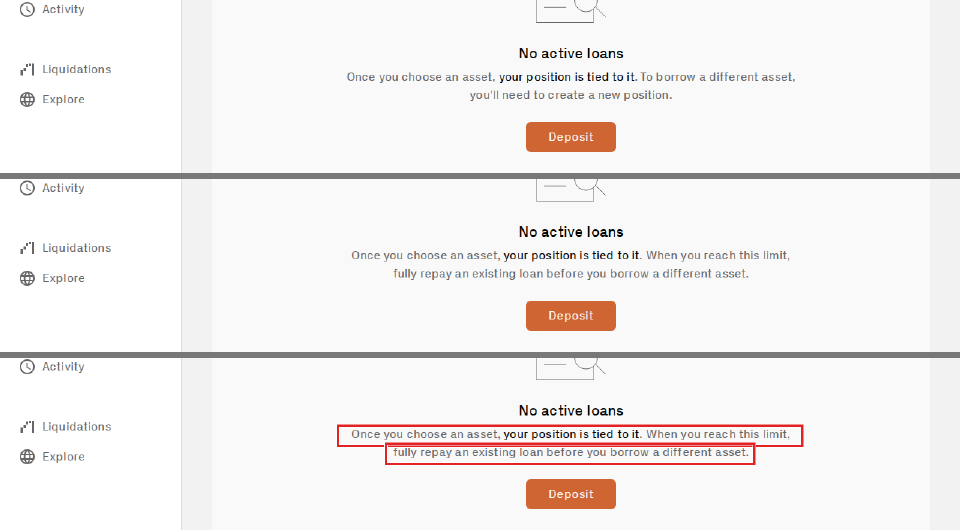 Activity
Liquidations
Explore
No active loans
Once you choose an asset, your position is tied to it. To borrow a different asset,
you'll need to create a new position.
Deposit
Activity
Liquidations
Explore
No active loans
Once you choose an asset, your position is tied to it. When you reach this limit,
fully repay an existing loan before you borrow a different asset.
Deposit
Activity
Liquidations
Explore
No active loans
Once you choose an asset, your position is tied to it. When you reach this limit,
fully repay an existing loan before you borrow a different asset.
Deposit